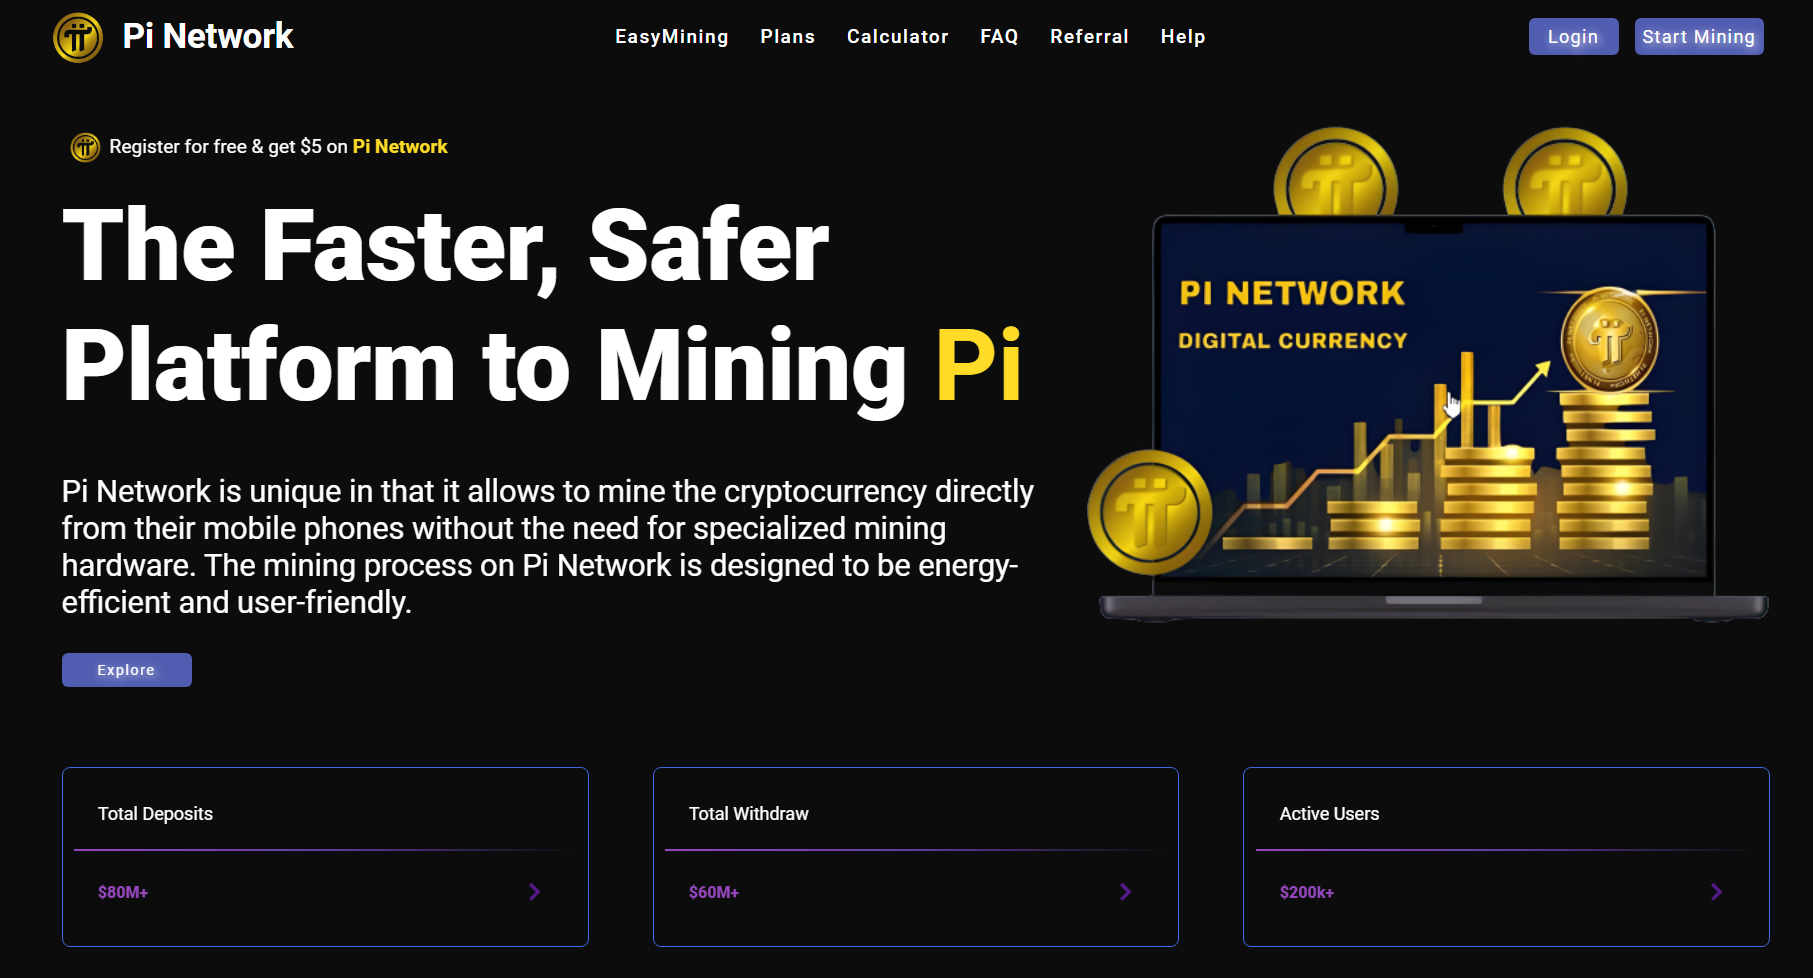 Pi Network
EasyMining Plans Calculator FAQ Referral Help
Login Start Mining
Register for free & get $5 on Pi Network
The Faster, Safer
Platform to Mining Pi
Pi Network is unique in that it allows to mine the cryptocurrency directly
from their mobile phones without the need for specialized mining
hardware. The mining process on Pi Network is designed to be energy-
efficient and user-friendly.
Explore
PI NETWORK
DIGITAL CURRENCY
Total Deposits
$80M+
Total Withdraw
$60M+
Active Users
$200k+